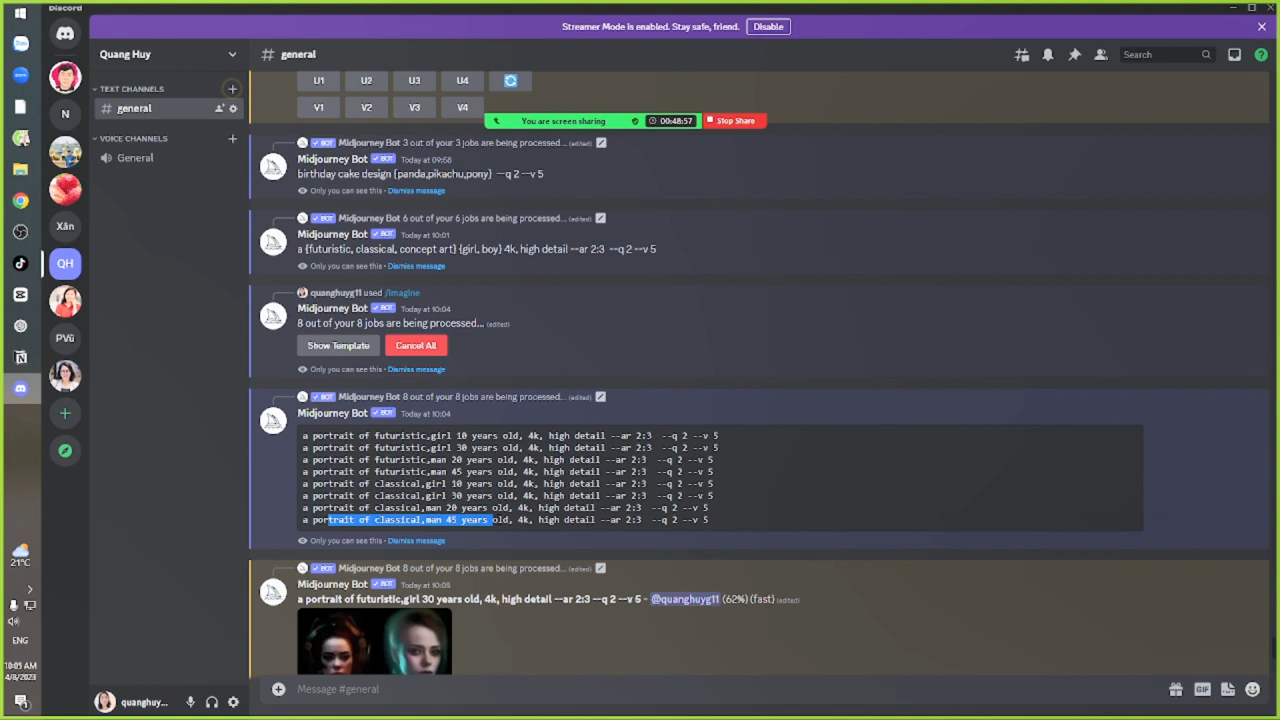 Discord
Streamer Mode is enabled. Stay safe, friend. Disable
Quang Huy
# general
Search
TEXT CHANNELS
# general
VOICE CHANNELS
General
U1 U2 U3 U4
V1 V2 V3 V4
You are screen sharing 00:48:57 Stop Share
BOT Midjourney Bot 3 out of your 3 jobs are being processed... (edited)
Midjourney Bot BOT Today at 09:58
birthday cake design {panda,pikachu,pony} --q 2 --v 5
Only you can see this • Dismiss message
BOT Midjourney Bot 6 out of your 6 jobs are being processed... (edited)
Midjourney Bot BOT Today at 10:01
a {futuristic, classical, concept art} {girl, boy} 4k, high detail --ar 2:3 --q 2 --v 5
Only you can see this • Dismiss message
quanghuyg11 used /imagine
Midjourney Bot BOT Today at 10:04
8 out of your 8 jobs are being processed... (edited)
Show Template Cancel All
Only you can see this • Dismiss message
BOT Midjourney Bot 8 out of your 8 jobs are being processed... (edited)
Midjourney Bot BOT Today at 10:04
a portrait of futuristic,girl 10 years old, 4k, high detail --ar 2:3  --q 2 --v 5
a portrait of futuristic,girl 30 years old, 4k, high detail --ar 2:3  --q 2 --v 5
a portrait of futuristic,man 20 years old, 4k, high detail --ar 2:3  --q 2 --v 5
a portrait of futuristic,man 45 years old, 4k, high detail --ar 2:3  --q 2 --v 5
a portrait of classical,girl 10 years old, 4k, high detail --ar 2:3  --q 2 --v 5
a portrait of classical,girl 30 years old, 4k, high detail --ar 2:3  --q 2 --v 5
a portrait of classical,man 20 years old, 4k, high detail --ar 2:3  --q 2 --v 5
a portrait of classical,man 45 years old, 4k, high detail --ar 2:3  --q 2 --v 5
Only you can see this • Dismiss message
BOT Midjourney Bot 8 out of your 8 jobs are being processed... (edited)
Midjourney Bot BOT Today at 10:05
a portrait of futuristic,girl 30 years old, 4k, high detail --ar 2:3 --q 2 --v 5 - @quanghuyg11 (62%) (fast) (edited)
Message #general
GIF
quanghuy...
N
Xân
QH
PVũ
21°C
ENG
10:05 AM
4/8/2023